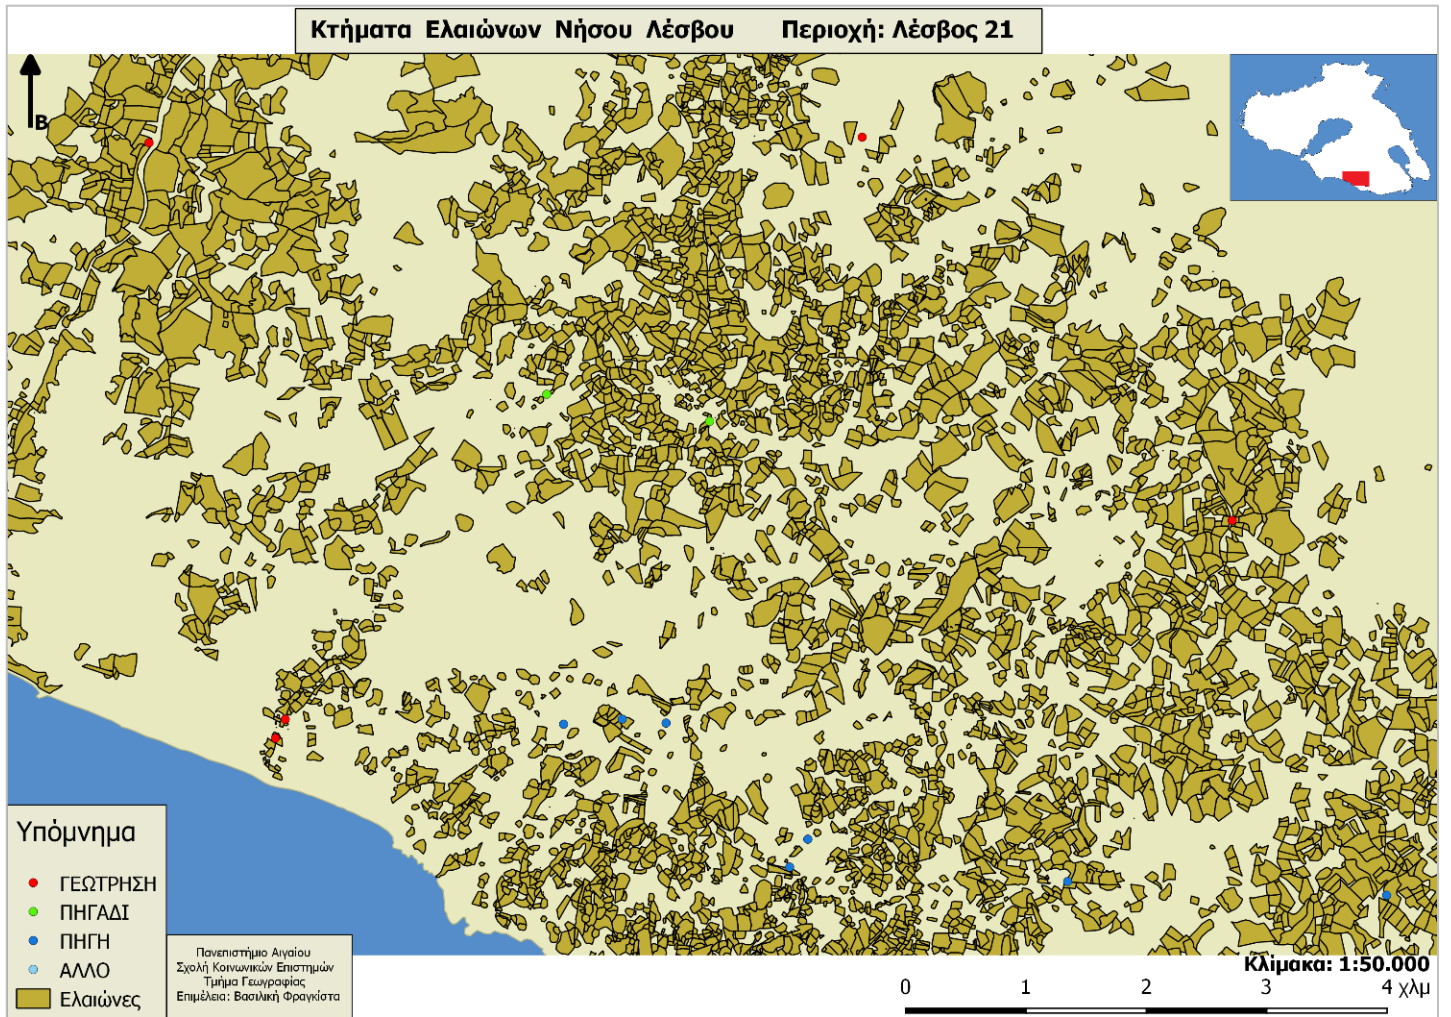 Κτήματα Ελαιώνων Νήσου Λέσβου Περιοχή: Λέσβος 21
Β
Υπόμνημα
ΓΕΩΤΡΗΣΗ
ΠΗΓΑΔΙ
ΠΗΓΗ
ΑΛΛΟ
Ελαιώνες
Πανεπιστήμιο Αιγαίου
Σχολή Κοινωνικών Επιστημών
Τμήμα Γεωγραφίας
Επιμέλεια: Βασιλική Φραγκίστα
Κλίμακα: 1:50.000
0 1 2 3 4 χλμ